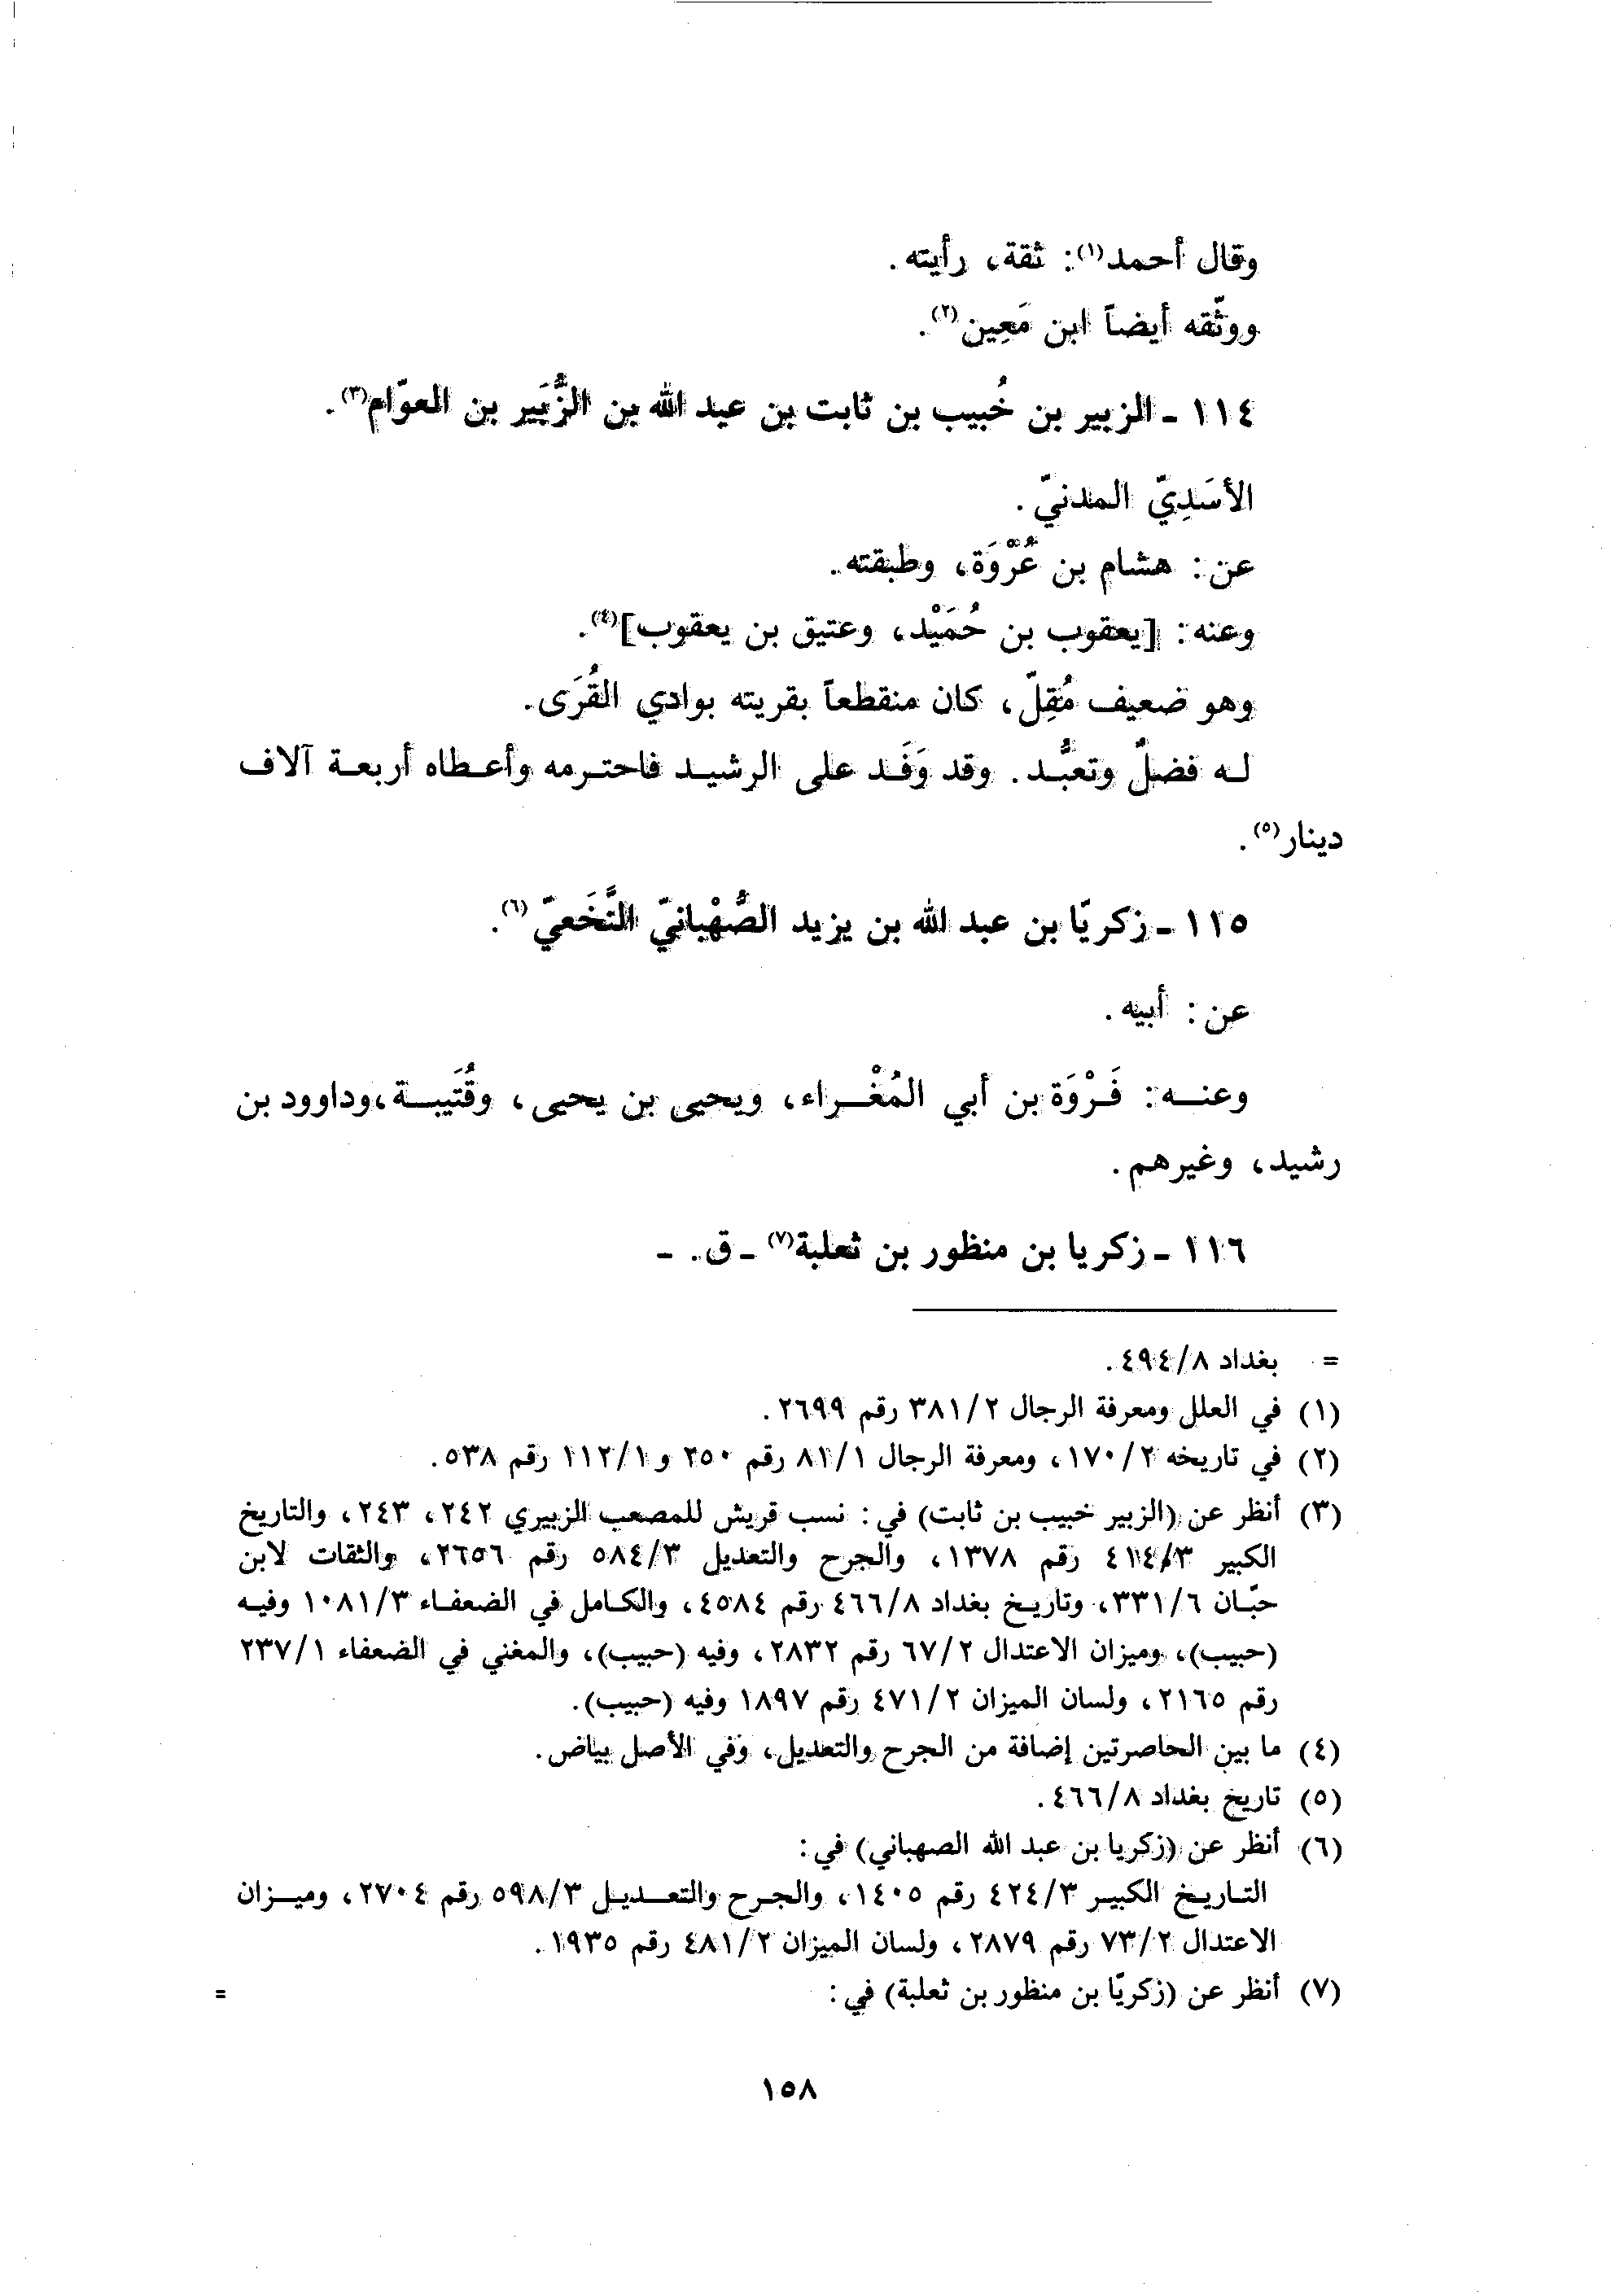 وقال أحمد(١): ثقة، رأيته.
ووثّقه أيضاً ابن مَعِين(٢).
١١٤ ـ الزبير بن خُبيب بن ثابت بن عبد الله بن الزُّبَير بن العوّام(٣).
الأسَدِيّ المدنيّ.
عن: هشام بن عُرْوَة، وطبقته.
وعنه: [يعقوب بن حُمَيْد، وعتيق بن يعقوب](٤).
وهو ضعيف مُقِلّ، كان منقطعاً بقريته بوادي القُرَى.
له فضلٌ وتعبُّد. وقد وَفَد على الرشيد فاحترمه وأعطاه أربعة آلاف
دينار(٥).
١١٥ ـ زكريّا بن عبد الله بن يزيد الصُّهْبانيّ النَّخَعيّ(٦).
عن: أبيه.
وعنه: فَرْوَة بن أبي المُغْراء، ويحيى بن يحيى، وقُتَيبة، وداوود بن
رشيد، وغيرهم.
١١٦ ـ زكريا بن منظور بن ثعلبة(٧) ـ ق. ـ
= بغداد ٤٩٤/٨.
(١) في العلل ومعرفة الرجال ٣٨١/٢ رقم ٢٦٩٩.
(٢) في تاريخه ١٧٠/٢، ومعرفة الرجال ٨١/١ رقم ٢٥٠ و١١٢/١ رقم ٥٣٨.
(٣) أنظر عن (الزبير خبيب بن ثابت) في: نسب قريش للمصعب الزبيري ٢٤٢، ٢٤٣، والتاريخ
الكبير ٤١٤/٣ رقم ١٣٧٨، والجرح والتعديل ٥٨٤/٣ رقم ٢٦٥٦، والثقات لابن
حبّان ٣٣١/٦، وتاريخ بغداد ٤٦٦/٨ رقم ٤٥٨٤، والكامل في الضعفاء ١٠٨١/٣ وفيه
(حبيب)، وميزان الاعتدال ٦٧/٢ رقم ٢٨٣٢، وفيه (حبيب)، والمغني في الضعفاء ٢٣٧/١
رقم ٢١٦٥، ولسان الميزان ٤٧١/٢ رقم ١٨٩٧ وفيه (حبيب).
(٤) ما بين الحاصرتين إضافة من الجرح والتعديل، وفي الأصل بياض.
(٥) تاريخ بغداد ٤٦٦/٨.
(٦) أنظر عن (زكريا بن عبد الله الصهباني) في:
التاريخ الكبير ٤٢٤/٣ رقم ١٤٠٥، والجرح والتعديل ٥٩٨/٣ رقم ٢٧٠٤، وميزان
الاعتدال ٧٣/٢ رقم ٢٨٧٩، ولسان الميزان ٤٨١/٢ رقم ١٩٣٥.
(٧) أنظر عن (زكريّا بن منظور بن ثعلبة) في: =
١٥٨